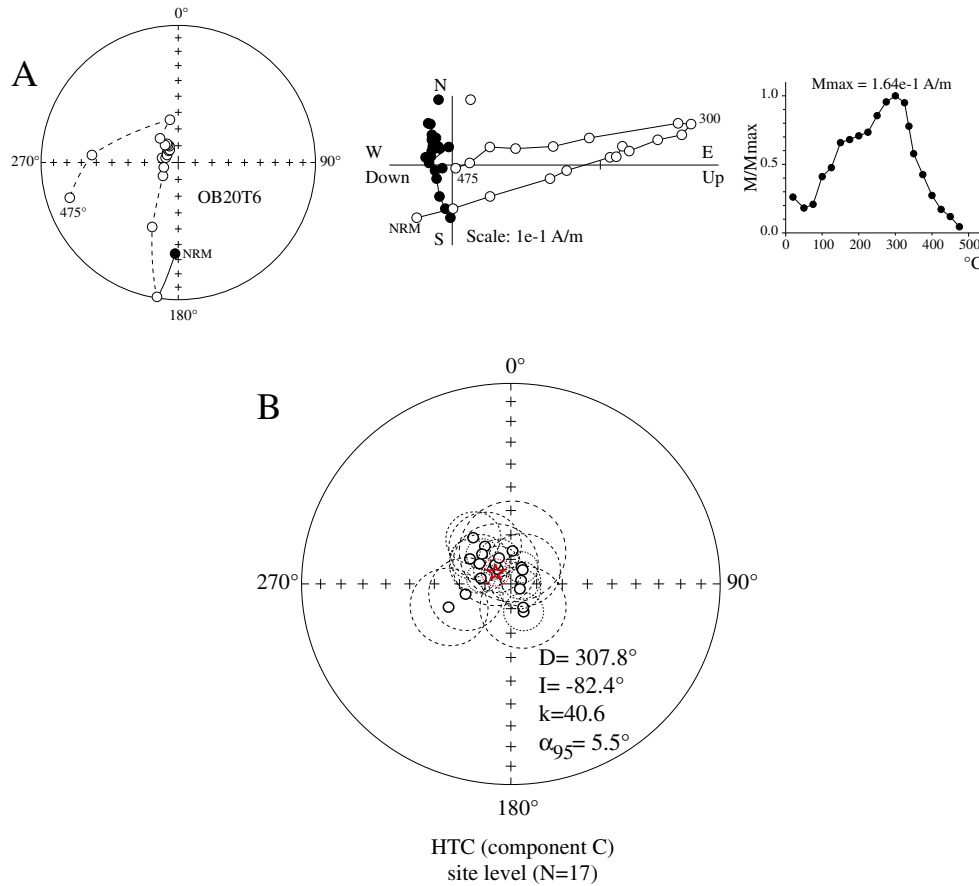 A
0°
270°
90°
180°
475°
OB20T6
NRM
N
W
E
Down
Up
S
300
475
NRM
Scale: 1e-1 A/m
Mmax = 1.64e-1 A/m
M/Mmax
1.0
0.5
0.0
0 100 200 300 400 500
°C
B
0°
270°
90°
180°
D= 307.8°
I= -82.4°
k=40.6
α95= 5.5°
HTC (component C)
site level (N=17)